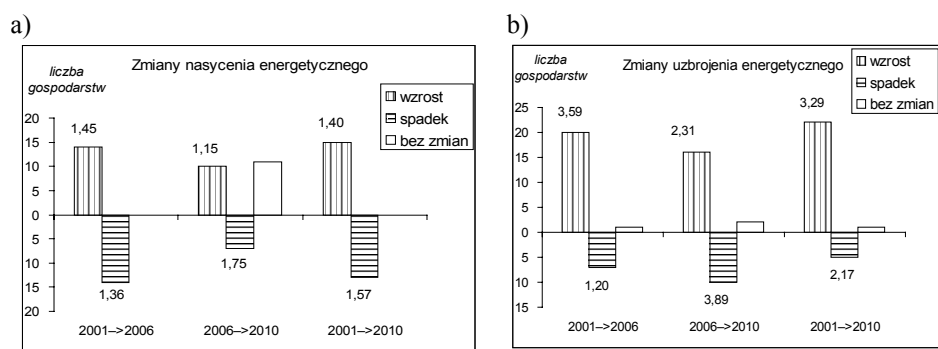 a)
Zmiany nasycenia energetycznego
liczba
gospodarstw
wzrost
spadek
bez zmian
20
15
10
5
0
5
10
15
20
1,45
1,15
1,40
1,36
1,75
1,57
2001–>2006
2006–>2010
2001–>2010
b)
Zmiany uzbrojenia energetycznego
liczba
gospodarstw
wzrost
spadek
bez zmian
25
20
15
10
5
0
5
10
15
3,59
2,31
3,29
1,20
3,89
2,17
2001–>2006
2006–>2010
2001–>2010